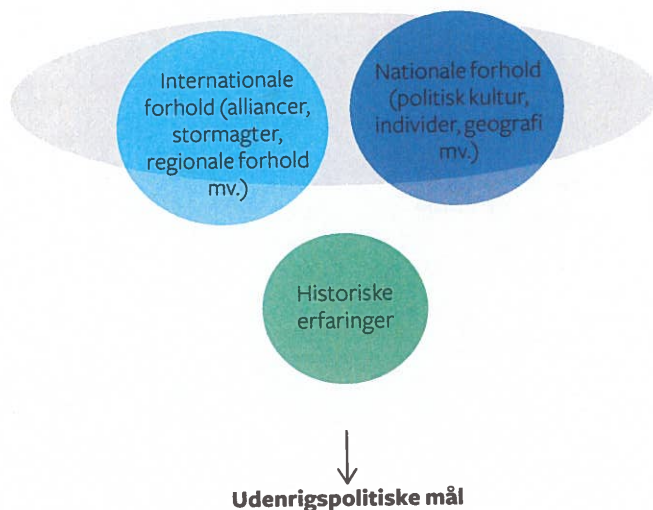 Internationale
forhold (alliancer,
stormagter,
regionale forhold
mv.)
Nationale forhold
(politisk kultur,
individer, geografi
mv.)
Historiske
erfaringer
Udenrigspolitiske mål